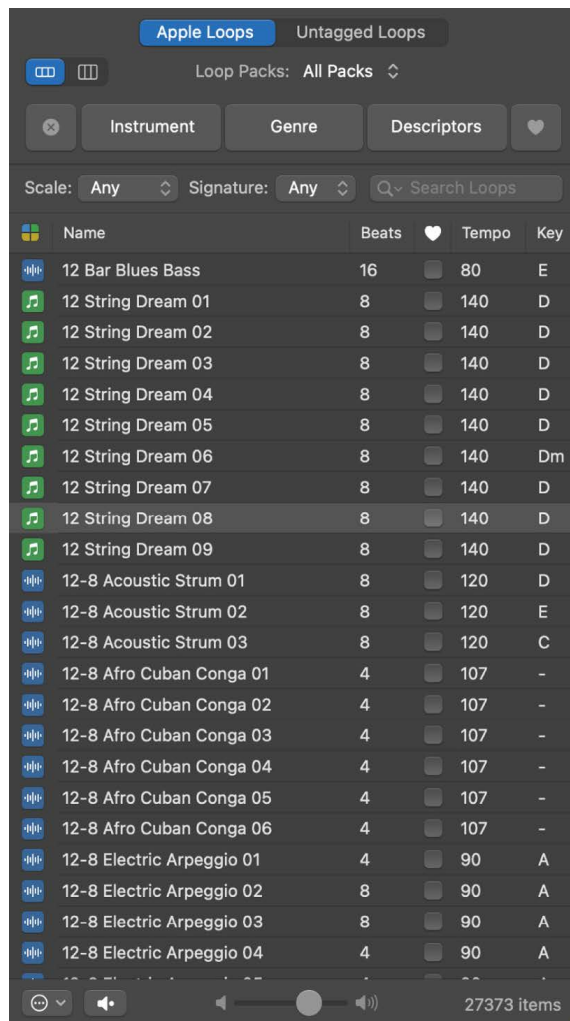 Apple Loops Untagged Loops
Loop Packs: All Packs
Instrument Genre Descriptors
Scale: Any Signature: Any Search Loops
Name Beats Tempo Key
12 Bar Blues Bass 16 80 E
12 String Dream 01 8 140 D
12 String Dream 02 8 140 D
12 String Dream 03 8 140 D
12 String Dream 04 8 140 D
12 String Dream 05 8 140 D
12 String Dream 06 8 140 Dm
12 String Dream 07 8 140 D
12 String Dream 08 8 140 D
12 String Dream 09 8 140 D
12-8 Acoustic Strum 01 8 120 D
12-8 Acoustic Strum 02 8 120 E
12-8 Acoustic Strum 03 8 120 C
12-8 Afro Cuban Conga 01 4 107 -
12-8 Afro Cuban Conga 02 4 107 -
12-8 Afro Cuban Conga 03 4 107 -
12-8 Afro Cuban Conga 04 4 107 -
12-8 Afro Cuban Conga 05 4 107 -
12-8 Afro Cuban Conga 06 4 107 -
12-8 Electric Arpeggio 01 4 90 A
12-8 Electric Arpeggio 02 8 90 A
12-8 Electric Arpeggio 03 8 90 A
12-8 Electric Arpeggio 04 4 90 A
27373 items